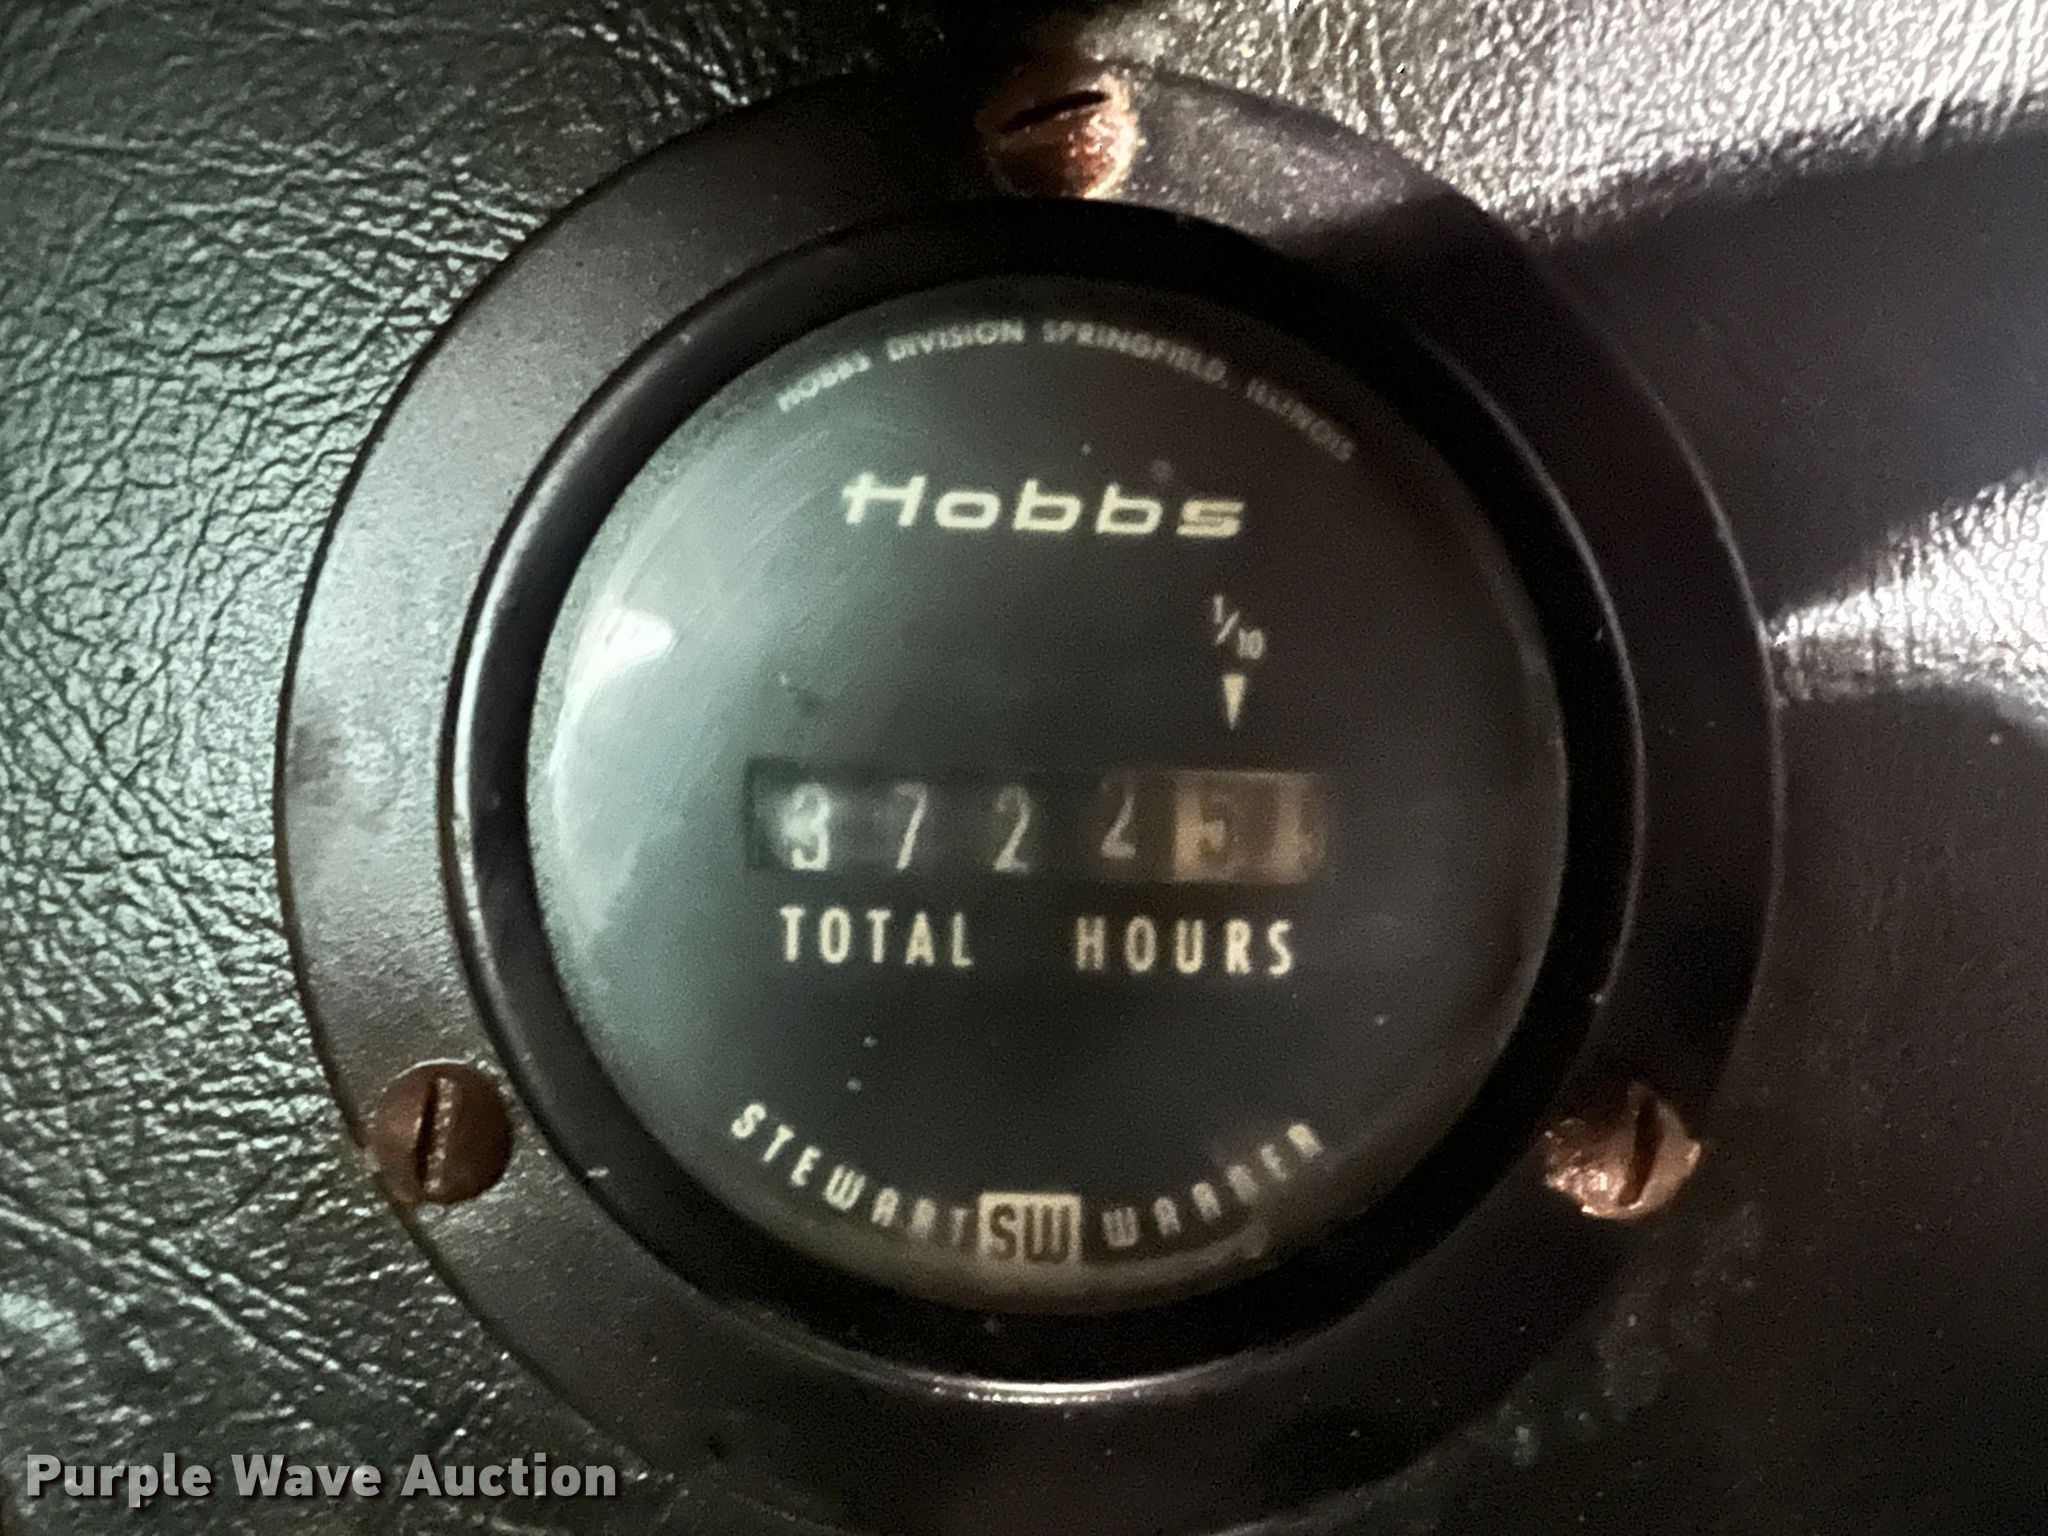 HOBBS DIVISION SPRINGFIELD, ILLINOIS
Hobbs
1/10
3 7 2 2 5
TOTAL HOURS
STEWART SW WARNER
Purple Wave Auction